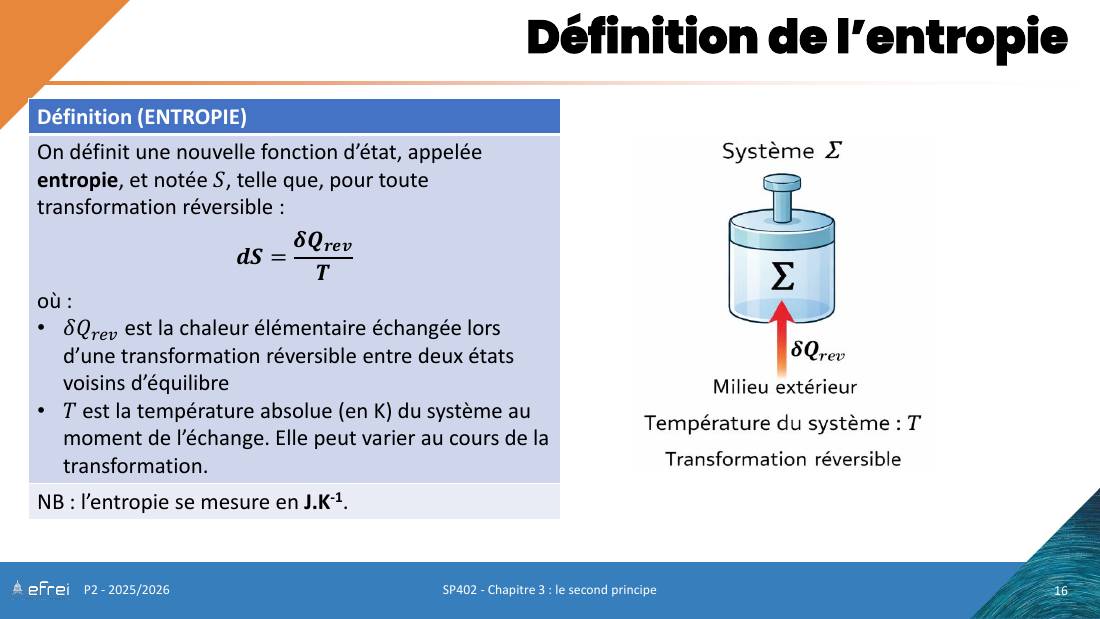 Définition de l’entropie
Définition (ENTROPIE)
On définit une nouvelle fonction d’état, appelée
entropie, et notée S, telle que, pour toute
transformation réversible :
dS = δQ_rev / T
où :
• δQ_rev est la chaleur élémentaire échangée lors
d’une transformation réversible entre deux états
voisins d’équilibre
• T est la température absolue (en K) du système au
moment de l’échange. Elle peut varier au cours de la
transformation.
NB : l’entropie se mesure en J.K⁻¹.
Système Σ
Σ
δQ_rev
Milieu extérieur
Température du système : T
Transformation réversible
efrei P2 - 2025/2026
SP402 - Chapitre 3 : le second principe
16